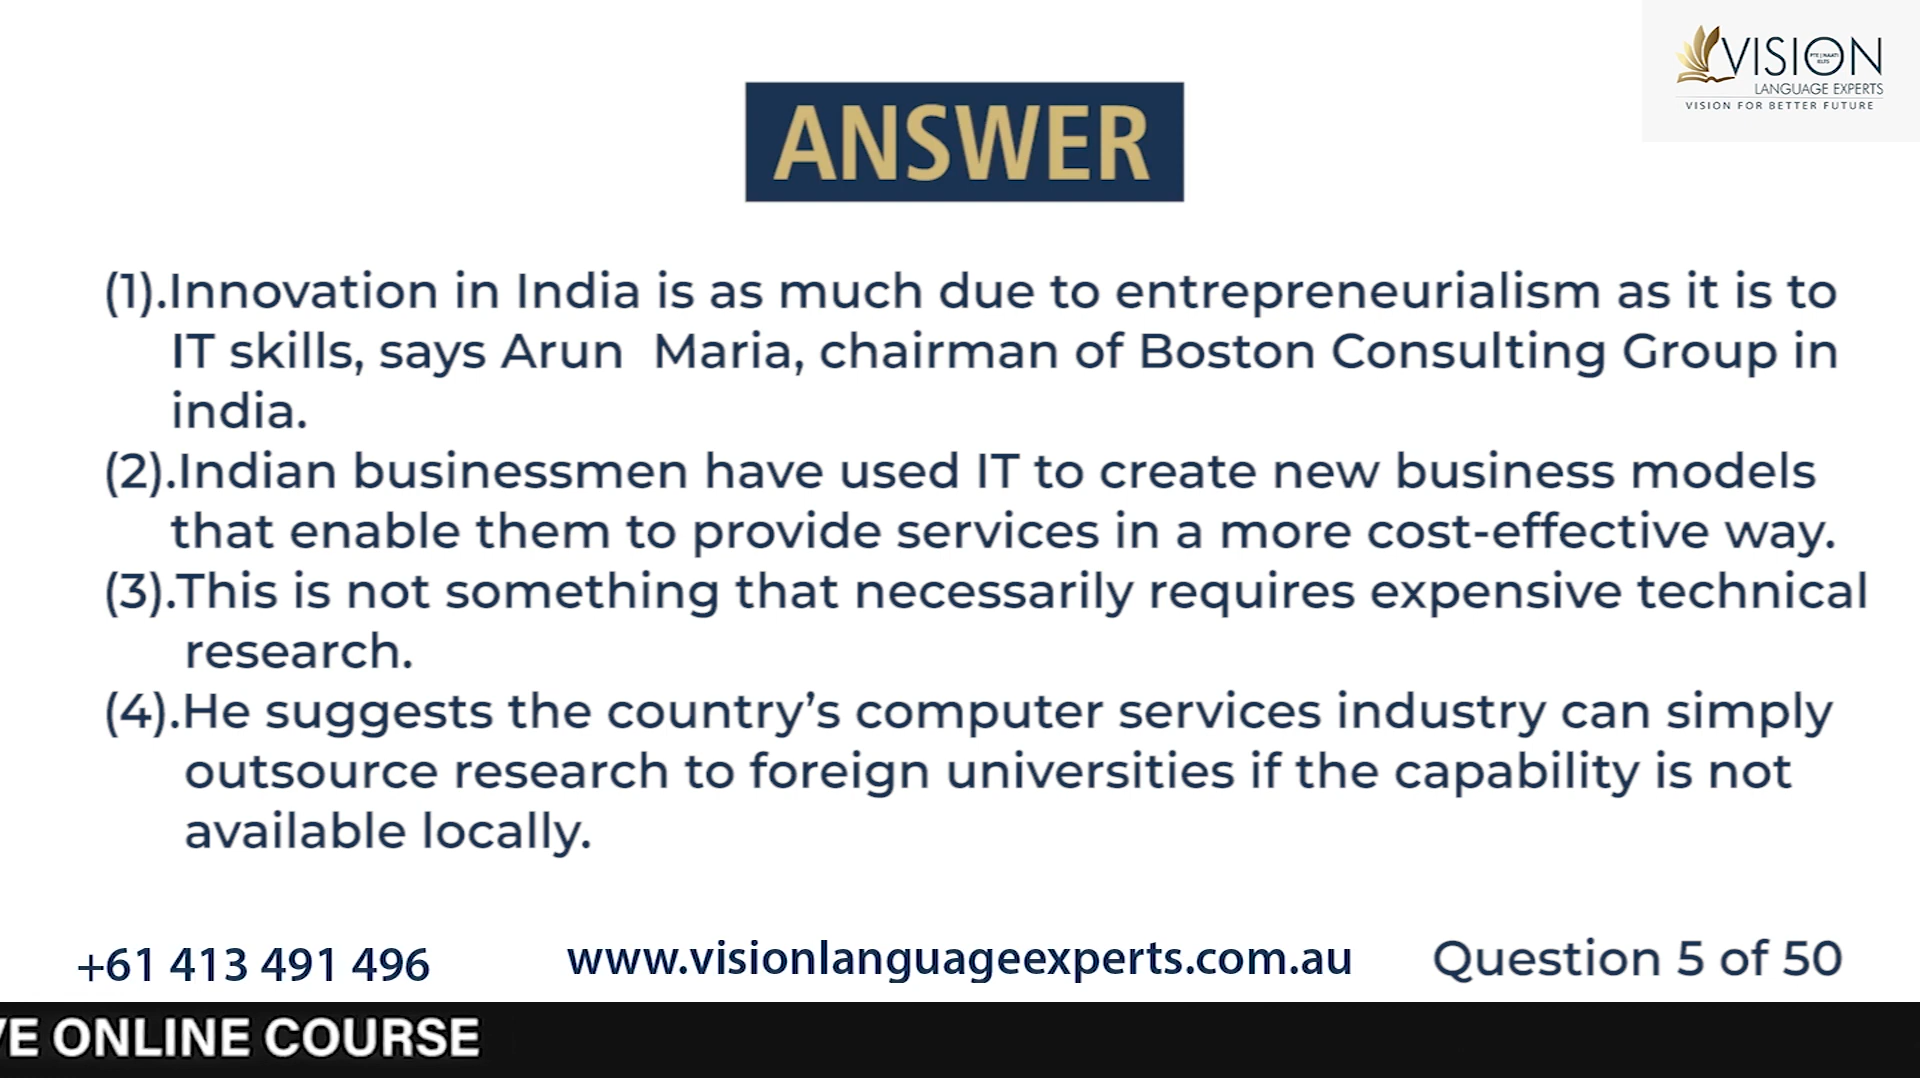 VISION
LANGUAGE EXPERTS
VISION FOR BETTER FUTURE
ANSWER
(1).Innovation in India is as much due to entrepreneurialism as it is to
IT skills, says Arun Maria, chairman of Boston Consulting Group in
india.
(2).Indian businessmen have used IT to create new business models
that enable them to provide services in a more cost-effective way.
(3).This is not something that necessarily requires expensive technical
research.
(4).He suggests the country’s computer services industry can simply
outsource research to foreign universities if the capability is not
available locally.
+61 413 491 496
www.visionlanguageexperts.com.au
Question 5 of 50
VE ONLINE COURSE